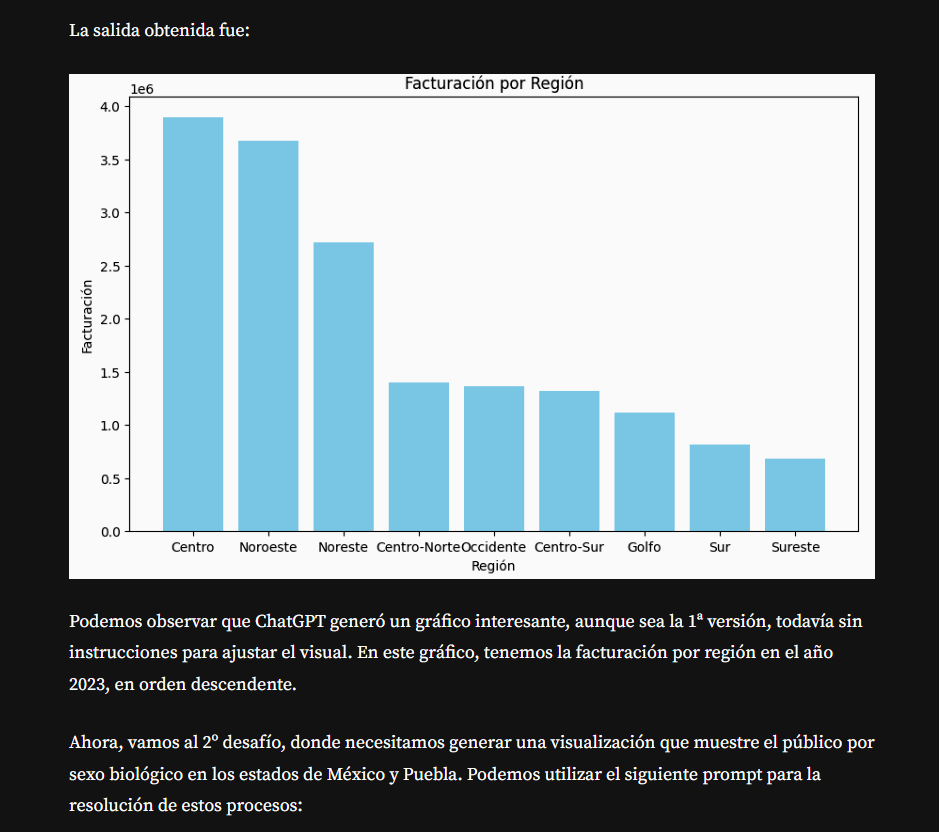 La salida obtenida fue:
Facturación por Región
1e6
4.0
3.5
3.0
2.5
2.0
1.5
1.0
0.5
0.0
Facturación
Centro Noroeste Noreste Centro-Norte Occidente Centro-Sur Golfo Sur Sureste
Región
Podemos observar que ChatGPT generó un gráfico interesante, aunque sea la 1ª versión, todavía sin
instrucciones para ajustar el visual. En este gráfico, tenemos la facturación por región en el año
2023, en orden descendente.
Ahora, vamos al 2º desafío, donde necesitamos generar una visualización que muestre el público por
sexo biológico en los estados de México y Puebla. Podemos utilizar el siguiente prompt para la
resolución de estos procesos: